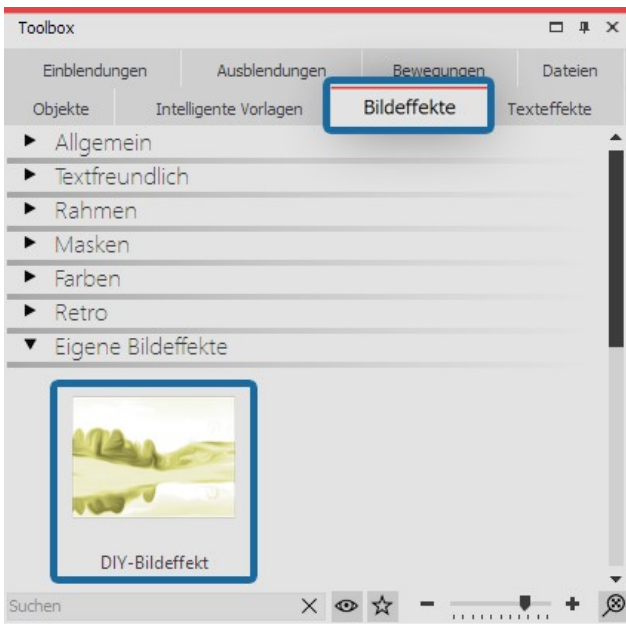 Toolbox
Einblendungen Ausblendungen Bewegungen Dateien
Objekte Intelligente Vorlagen Bildeffekte Texteffekte
Allgemein
Textfreundlich
Rahmen
Masken
Farben
Retro
Eigene Bildeffekte
DIY-Bildeffekt
Suchen